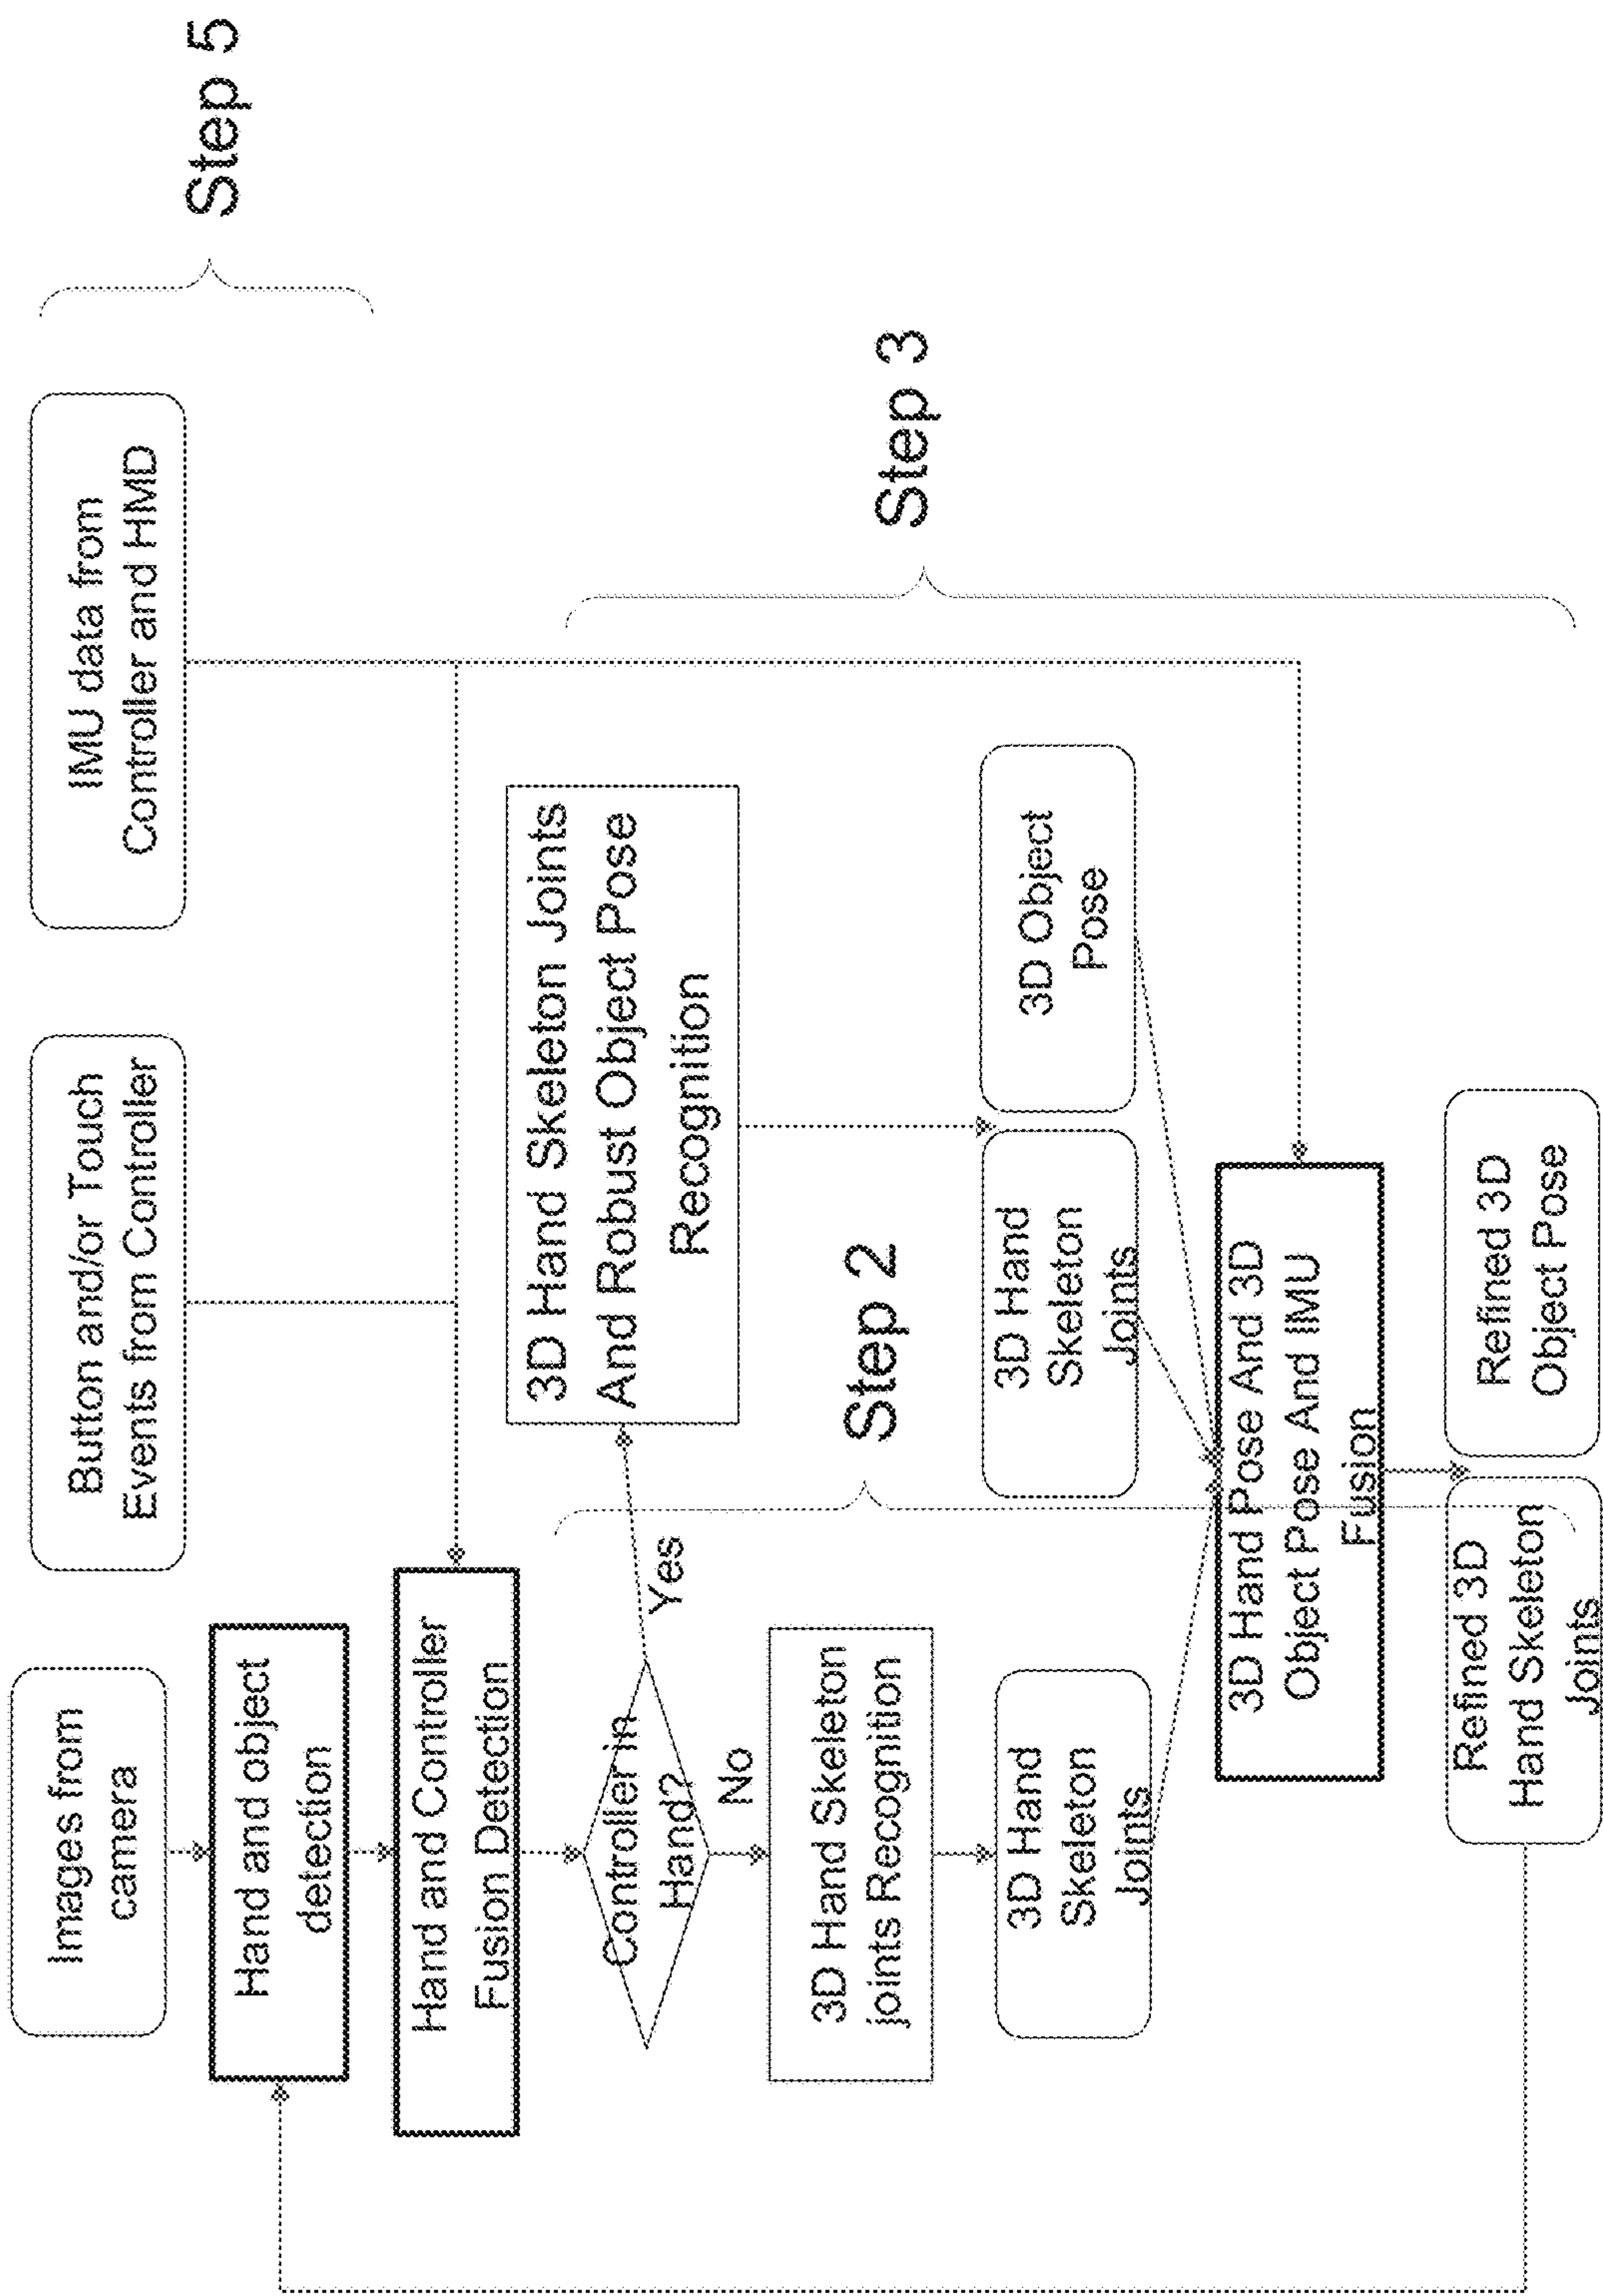 Images from
camera
Button and/or Touch
Events from Controller
IMU data from
Controller and HMD
Step 5
Hand and object
detection
Hand and Controller
Fusion Detection
Controller in
Hand?
Yes
No
3D Hand Skeleton Joints
And Robust Object Pose
Recognition
Step 3
3D Hand Skeleton
joints Recognition
Step 2
3D Hand
Skeleton
Joints
3D Hand
Skeleton
Joints
3D Object
Pose
3D Hand Pose And 3D
Object Pose And IMU
Fusion
Refined 3D
Hand Skeleton
Joints
Refined 3D
Object Pose